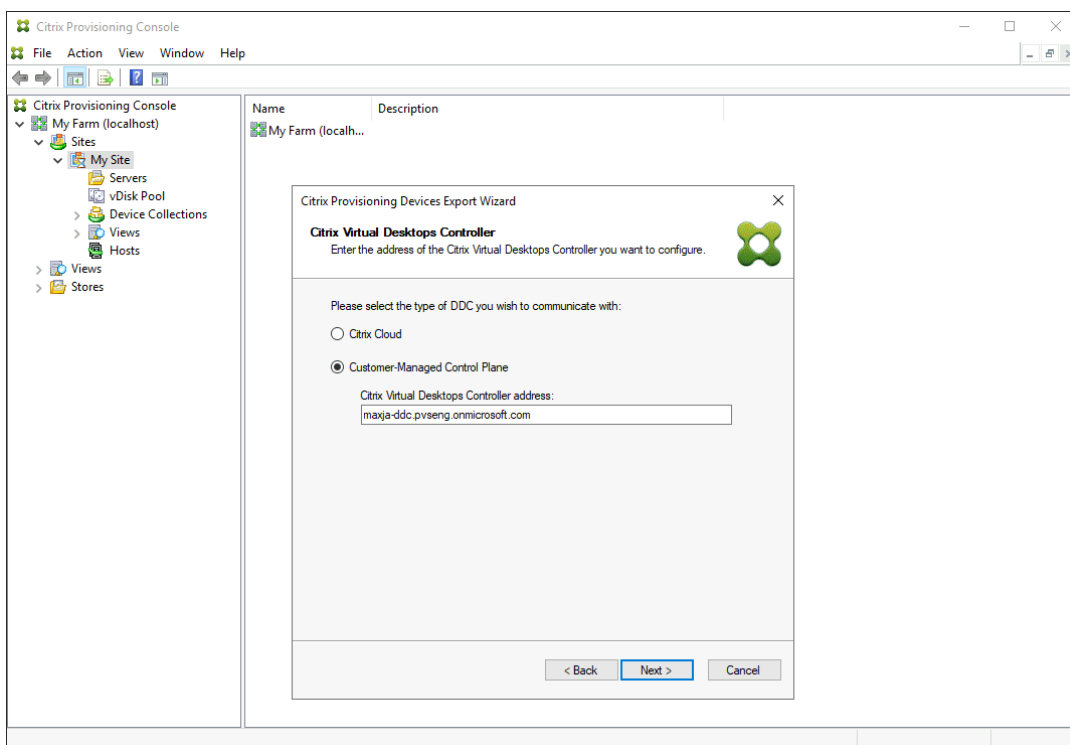 Citrix Provisioning Console
File Action View Window Help
Citrix Provisioning Console
My Farm (localhost)
Sites
My Site
Servers
vDisk Pool
Device Collections
Views
Hosts
Views
Stores
Name Description
My Farm (localh...
Citrix Provisioning Devices Export Wizard
Citrix Virtual Desktops Controller
Enter the address of the Citrix Virtual Desktops Controller you want to configure.
Please select the type of DDC you wish to communicate with:
Citrix Cloud
Customer-Managed Control Plane
Citrix Virtual Desktops Controller address:
maxja-ddc.pvseng.onmicrosoft.com
< Back Next > Cancel